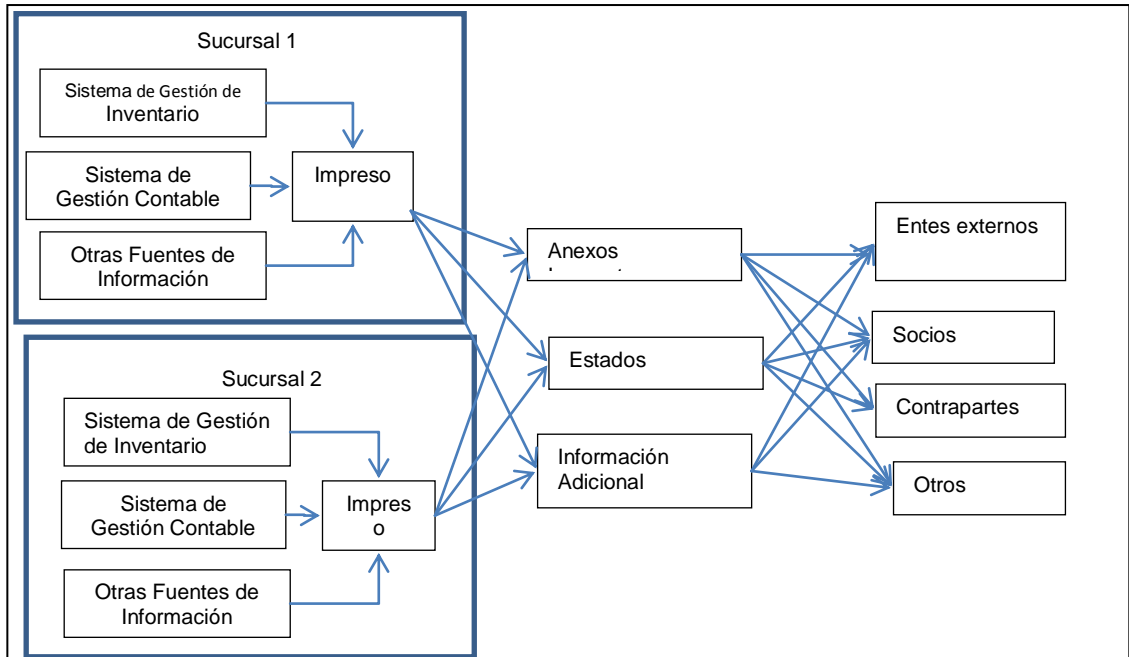 Sucursal 1
Sistema de Gestión de
Inventario
Sistema de
Gestión Contable
Otras Fuentes de
Información
Impreso
Sucursal 2
Sistema de Gestión
de Inventario
Sistema de
Gestión Contable
Otras Fuentes de
Información
Impres
o
Anexos
Estados
Información
Adicional
Entes externos
Socios
Contrapartes
Otros